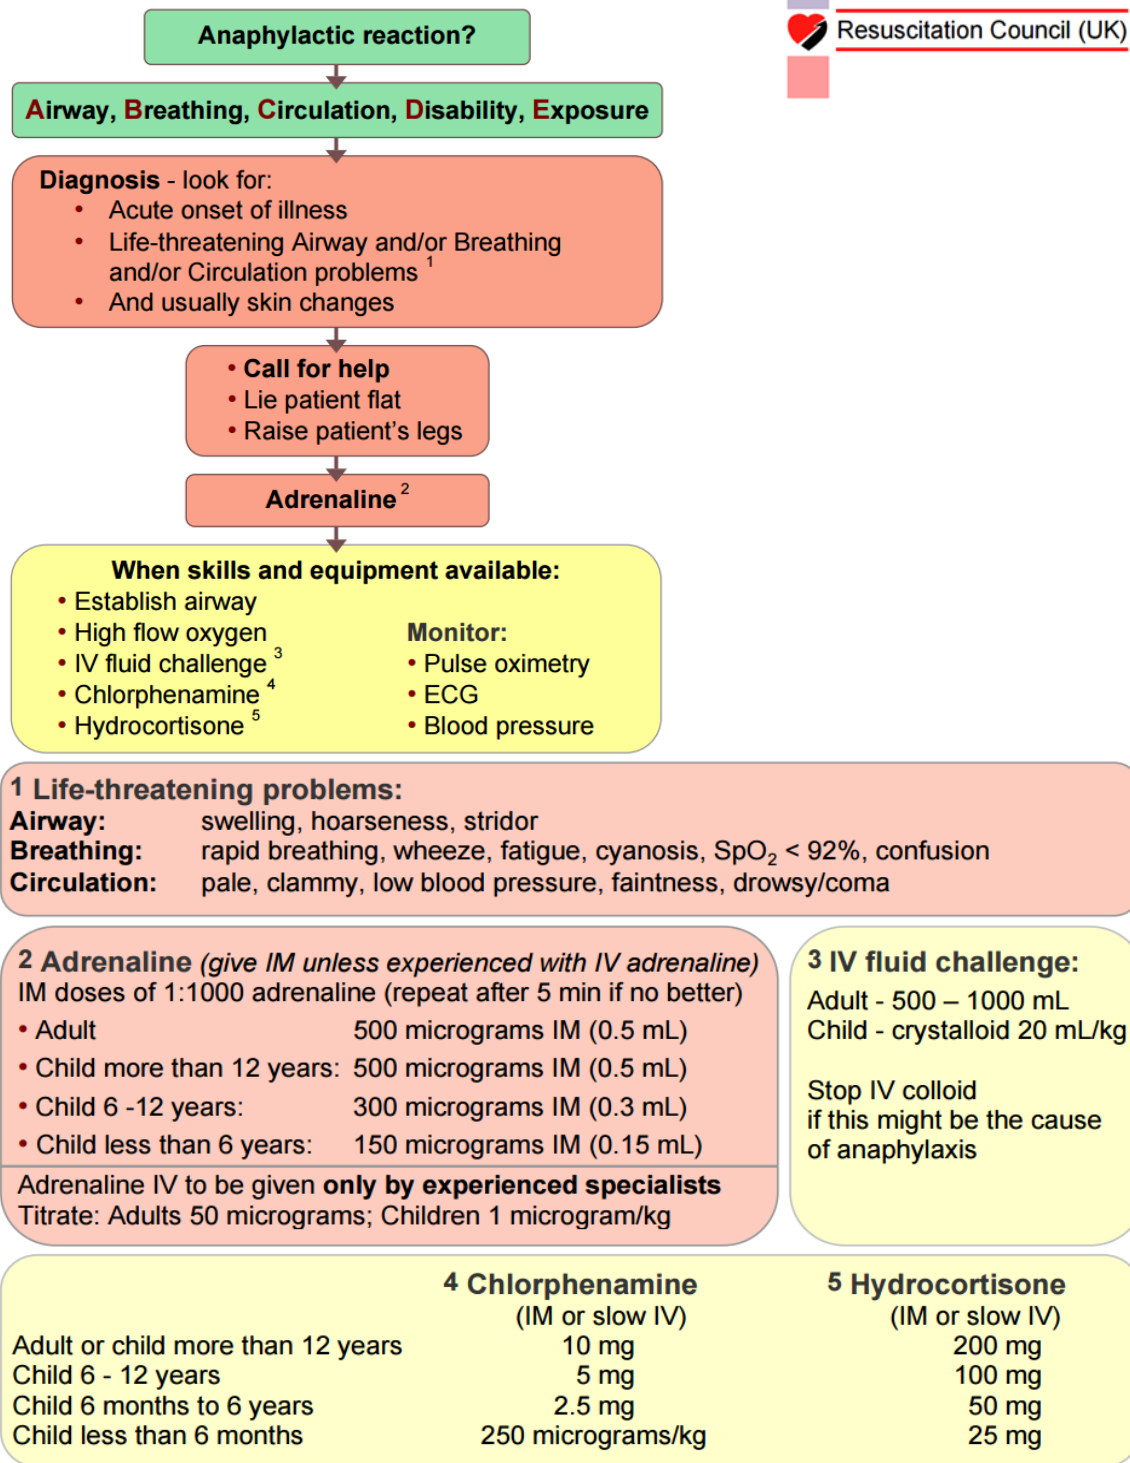 Resuscitation Council (UK)
Anaphylactic reaction?
Airway, Breathing, Circulation, Disability, Exposure
Diagnosis - look for:
• Acute onset of illness
• Life-threatening Airway and/or Breathing
and/or Circulation problems 1
• And usually skin changes
• Call for help
• Lie patient flat
• Raise patient's legs
Adrenaline 2
When skills and equipment available:
• Establish airway
• High flow oxygen
• IV fluid challenge 3
• Chlorphenamine 4
• Hydrocortisone 5
Monitor:
• Pulse oximetry
• ECG
• Blood pressure
1 Life-threatening problems:
Airway: swelling, hoarseness, stridor
Breathing: rapid breathing, wheeze, fatigue, cyanosis, SpO₂ < 92%, confusion
Circulation: pale, clammy, low blood pressure, faintness, drowsy/coma
2 Adrenaline (give IM unless experienced with IV adrenaline)
IM doses of 1:1000 adrenaline (repeat after 5 min if no better)
• Adult 500 micrograms IM (0.5 mL)
• Child more than 12 years: 500 micrograms IM (0.5 mL)
• Child 6 -12 years: 300 micrograms IM (0.3 mL)
• Child less than 6 years: 150 micrograms IM (0.15 mL)
Adrenaline IV to be given only by experienced specialists
Titrate: Adults 50 micrograms; Children 1 microgram/kg
3 IV fluid challenge:
Adult - 500 – 1000 mL
Child - crystalloid 20 mL/kg
Stop IV colloid
if this might be the cause
of anaphylaxis
4 Chlorphenamine 5 Hydrocortisone
(IM or slow IV) (IM or slow IV)
Adult or child more than 12 years 10 mg 200 mg
Child 6 - 12 years 5 mg 100 mg
Child 6 months to 6 years 2.5 mg 50 mg
Child less than 6 months 250 micrograms/kg 25 mg